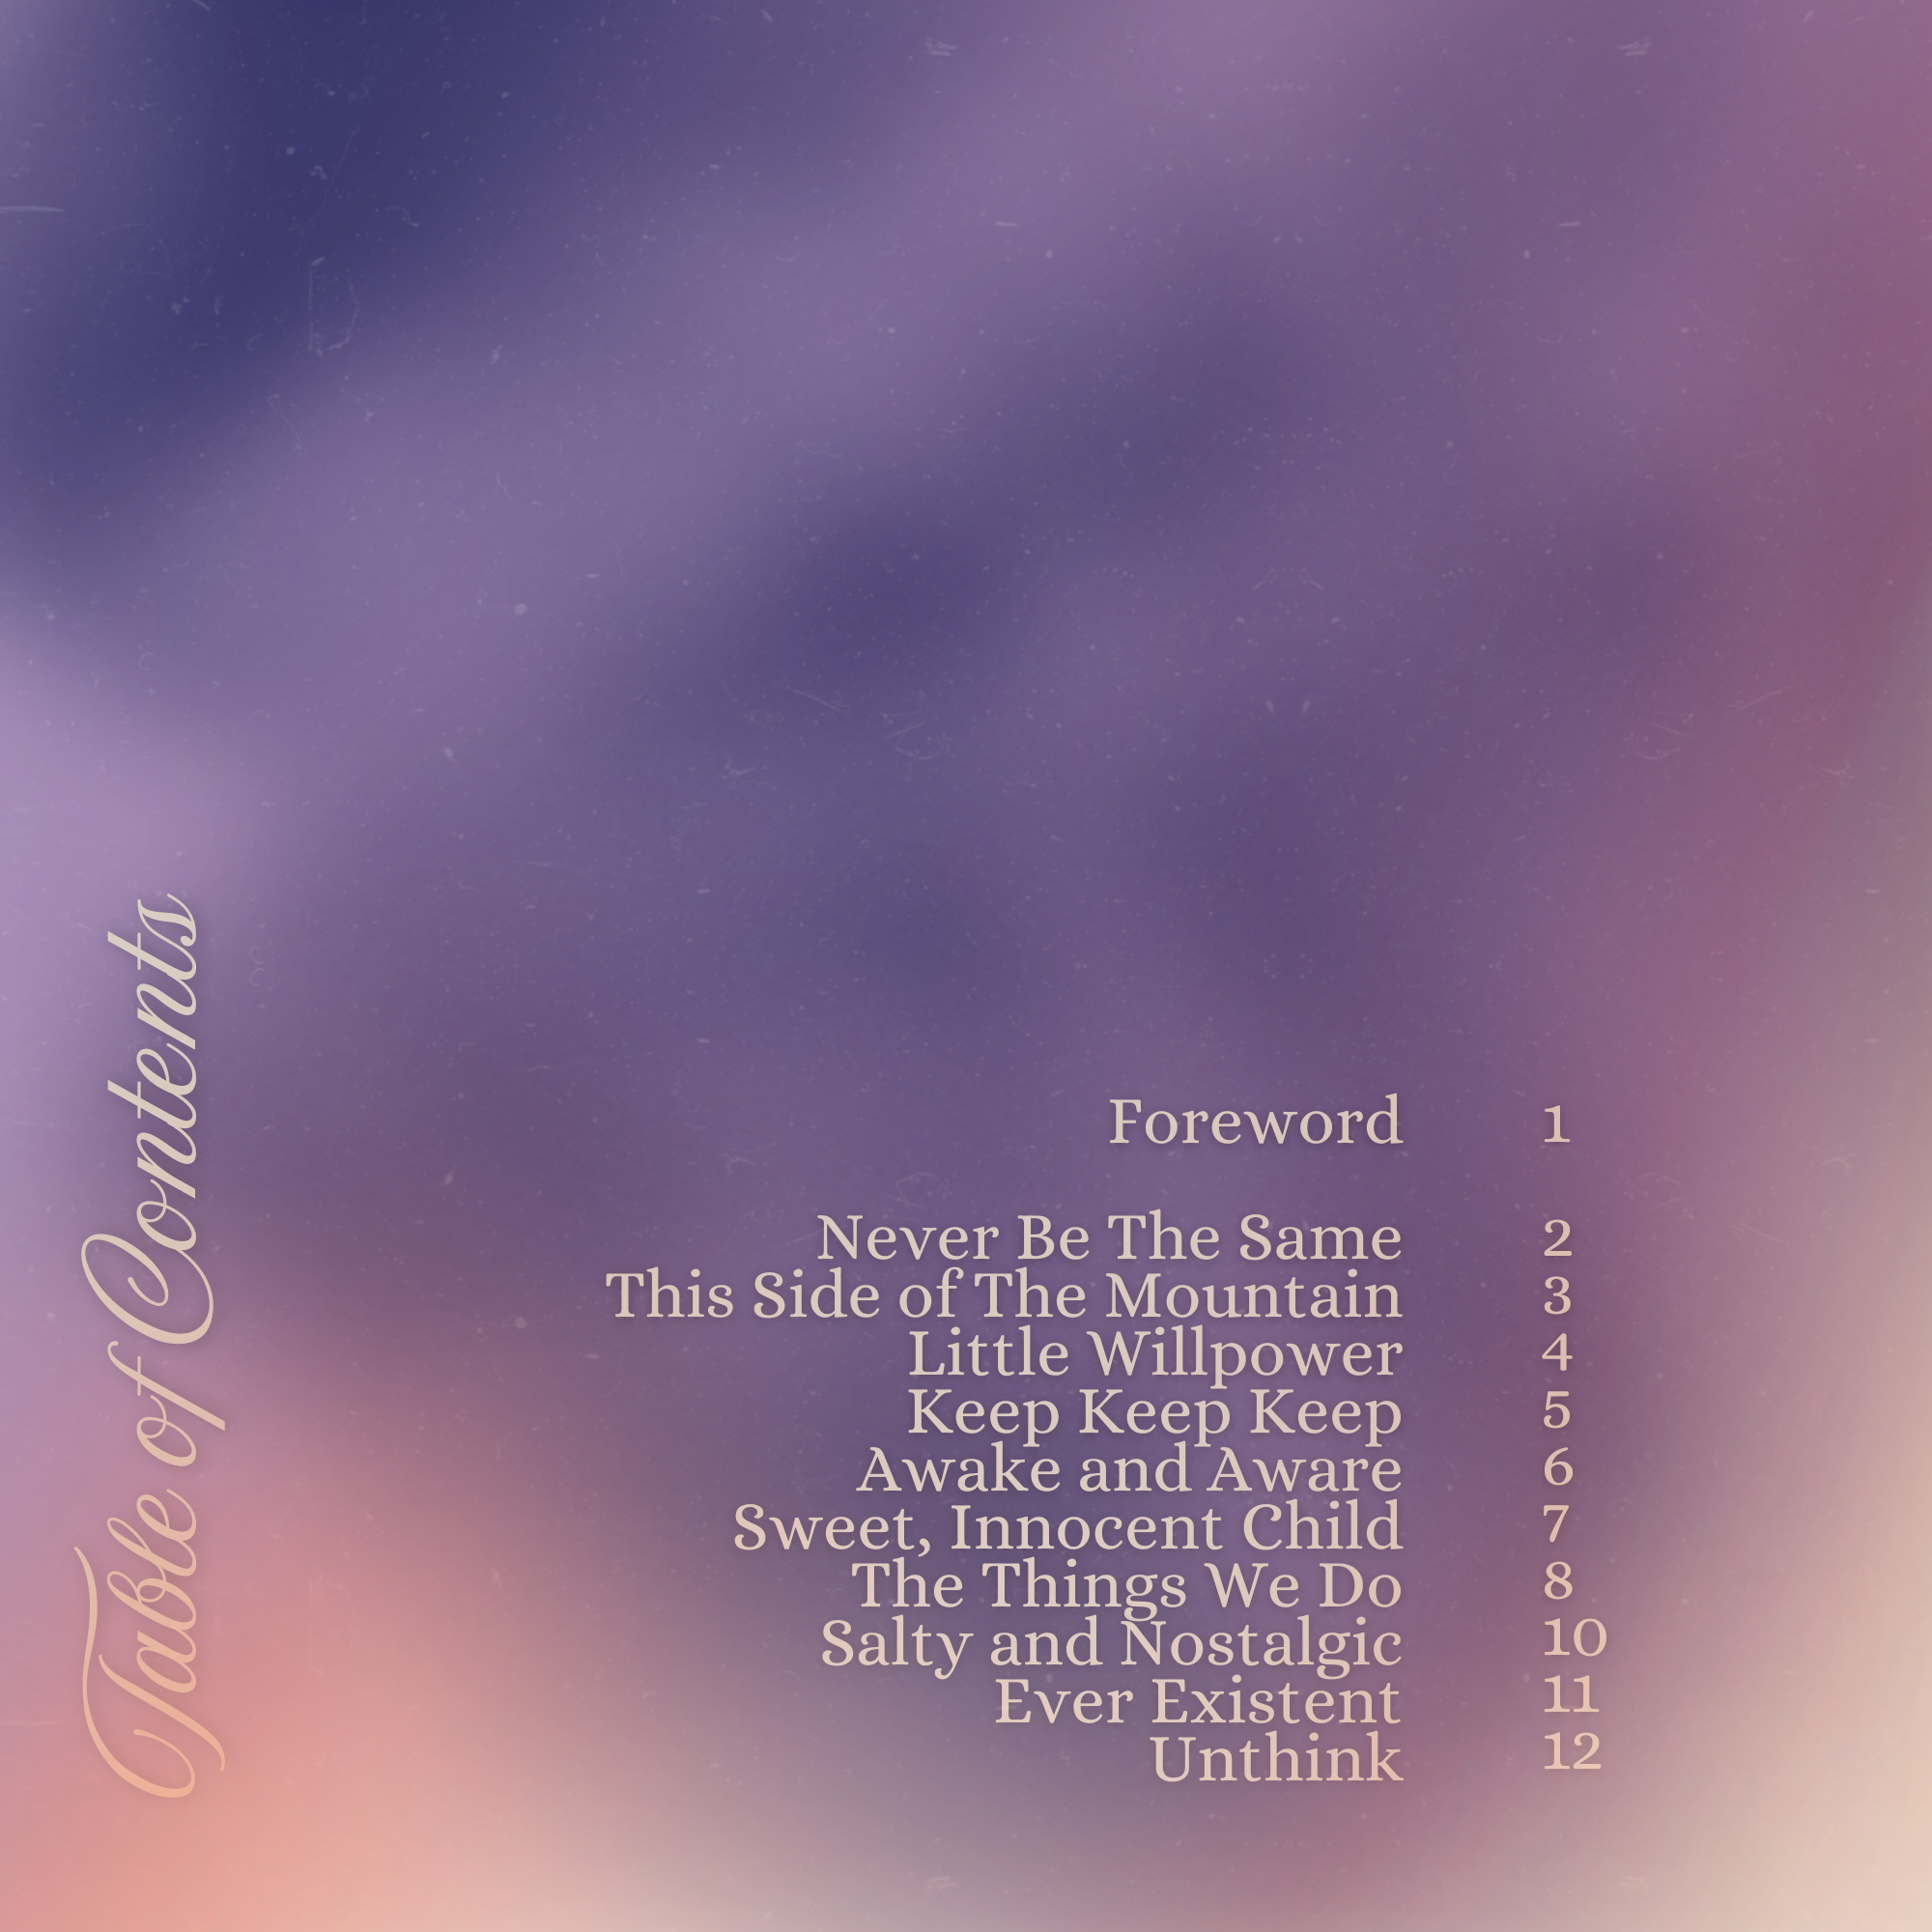 Table of Contents
Foreword 1
Never Be The Same 2
This Side of The Mountain 3
Little Willpower 4
Keep Keep Keep 5
Awake and Aware 6
Sweet, Innocent Child 7
The Things We Do 8
Salty and Nostalgic 10
Ever Existent 11
Unthink 12